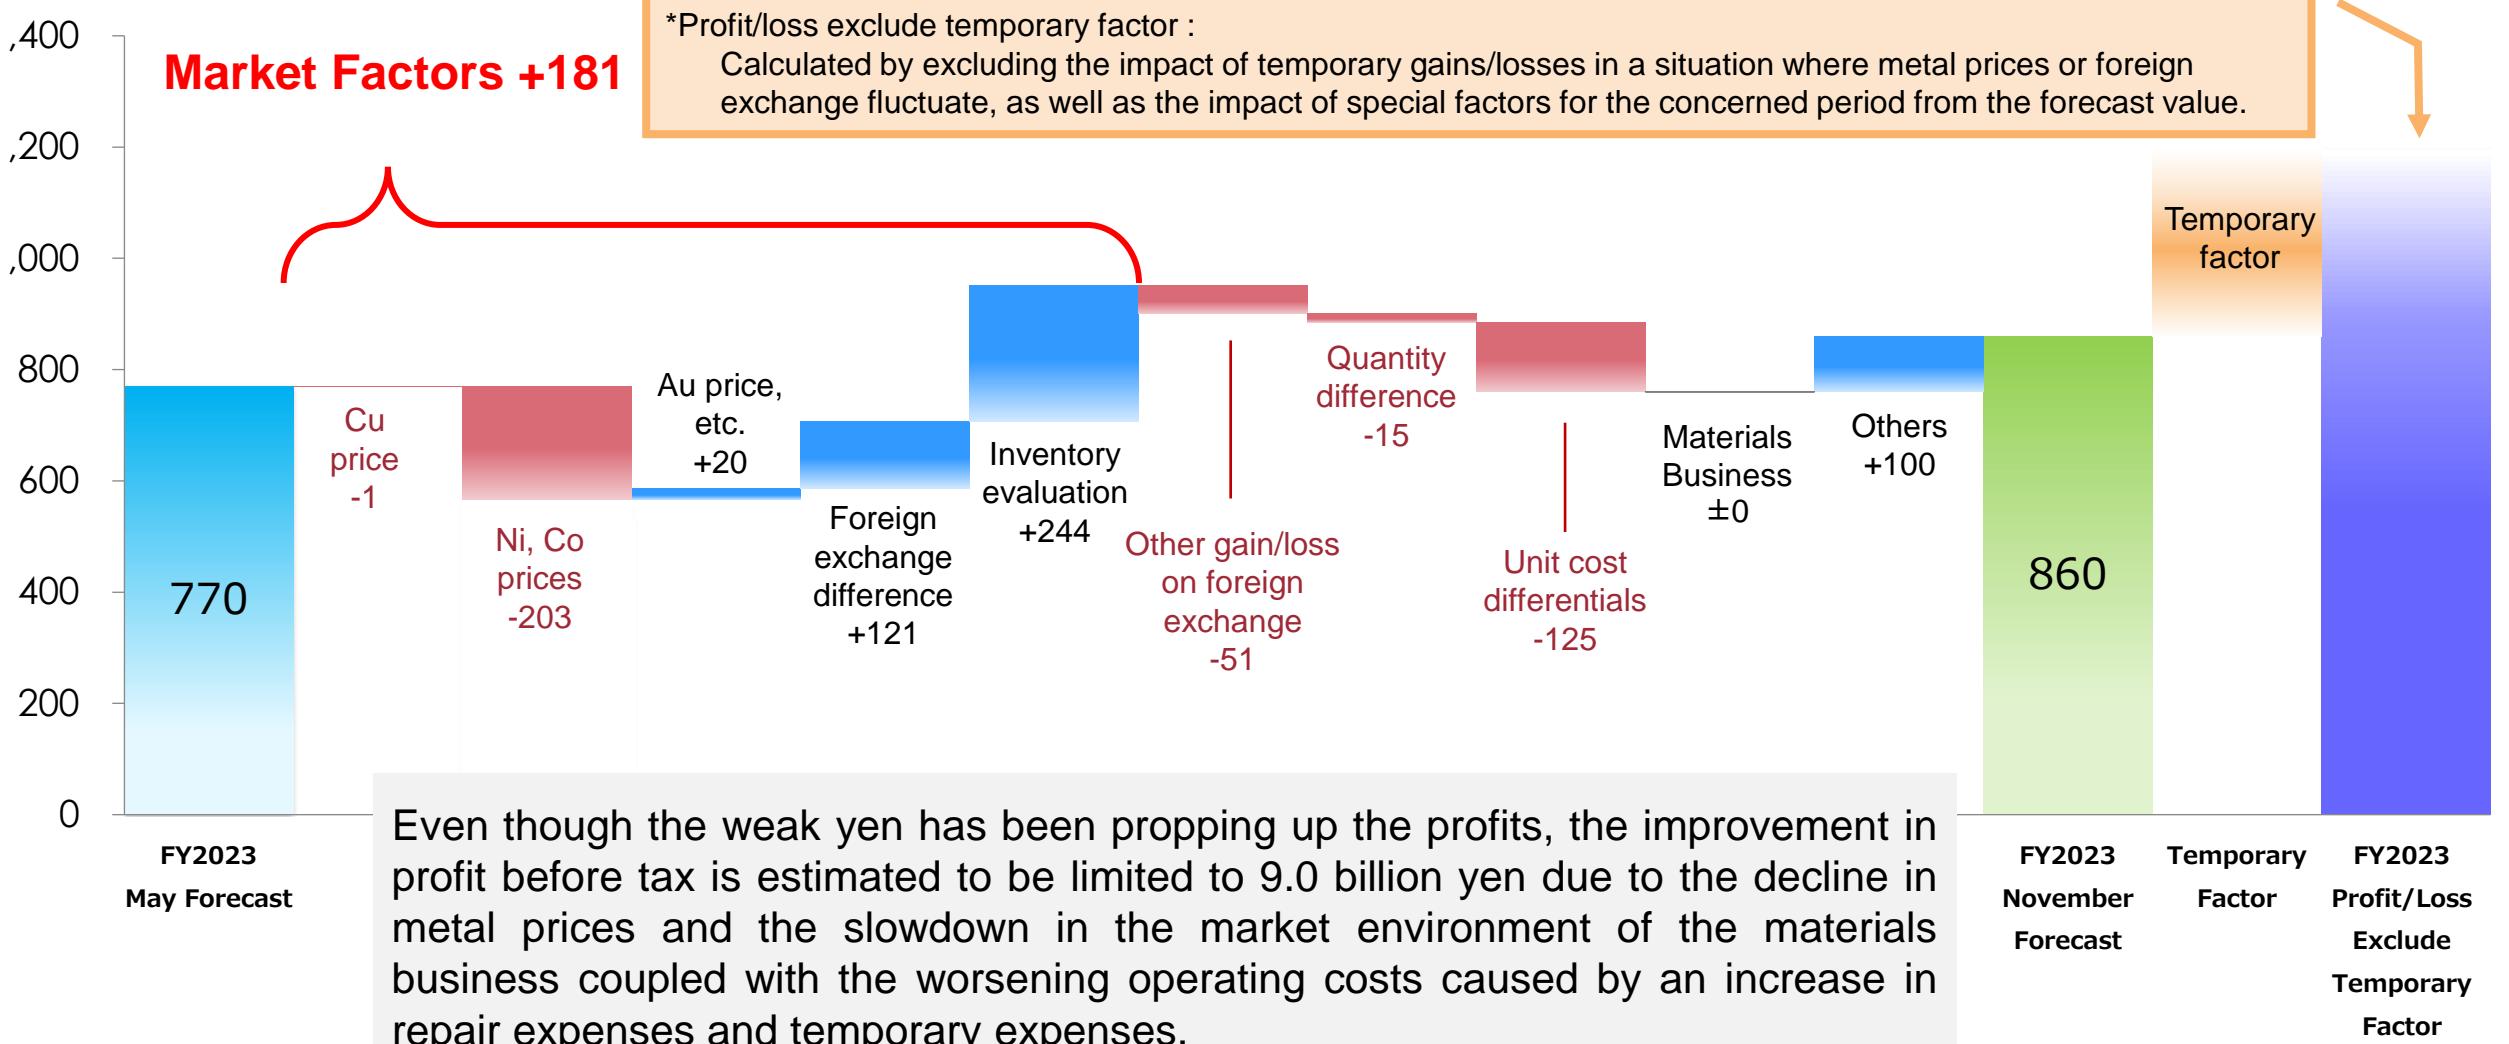 *Profit/loss exclude temporary factor :
Calculated by excluding the impact of temporary gains/losses in a situation where metal prices or foreign
exchange fluctuate, as well as the impact of special factors for the concerned period from the forecast value.
Market Factors +181
,400
,200
,000
800
600
400
200
0
770
Cu
price
-1
Ni, Co
prices
-203
Au price,
etc.
+20
Foreign
exchange
difference
+121
Inventory
evaluation
+244
Other gain/loss
on foreign
exchange
-51
Quantity
difference
-15
Unit cost
differentials
-125
Materials
Business
±0
Others
+100
860
Temporary
factor
FY2023
May Forecast
Even though the weak yen has been propping up the profits, the improvement in
profit before tax is estimated to be limited to 9.0 billion yen due to the decline in
metal prices and the slowdown in the market environment of the materials
business coupled with the worsening operating costs caused by an increase in
repair expenses and temporary expenses.
FY2023
November
Forecast
Temporary
Factor
FY2023
Profit/Loss
Exclude
Temporary
Factor